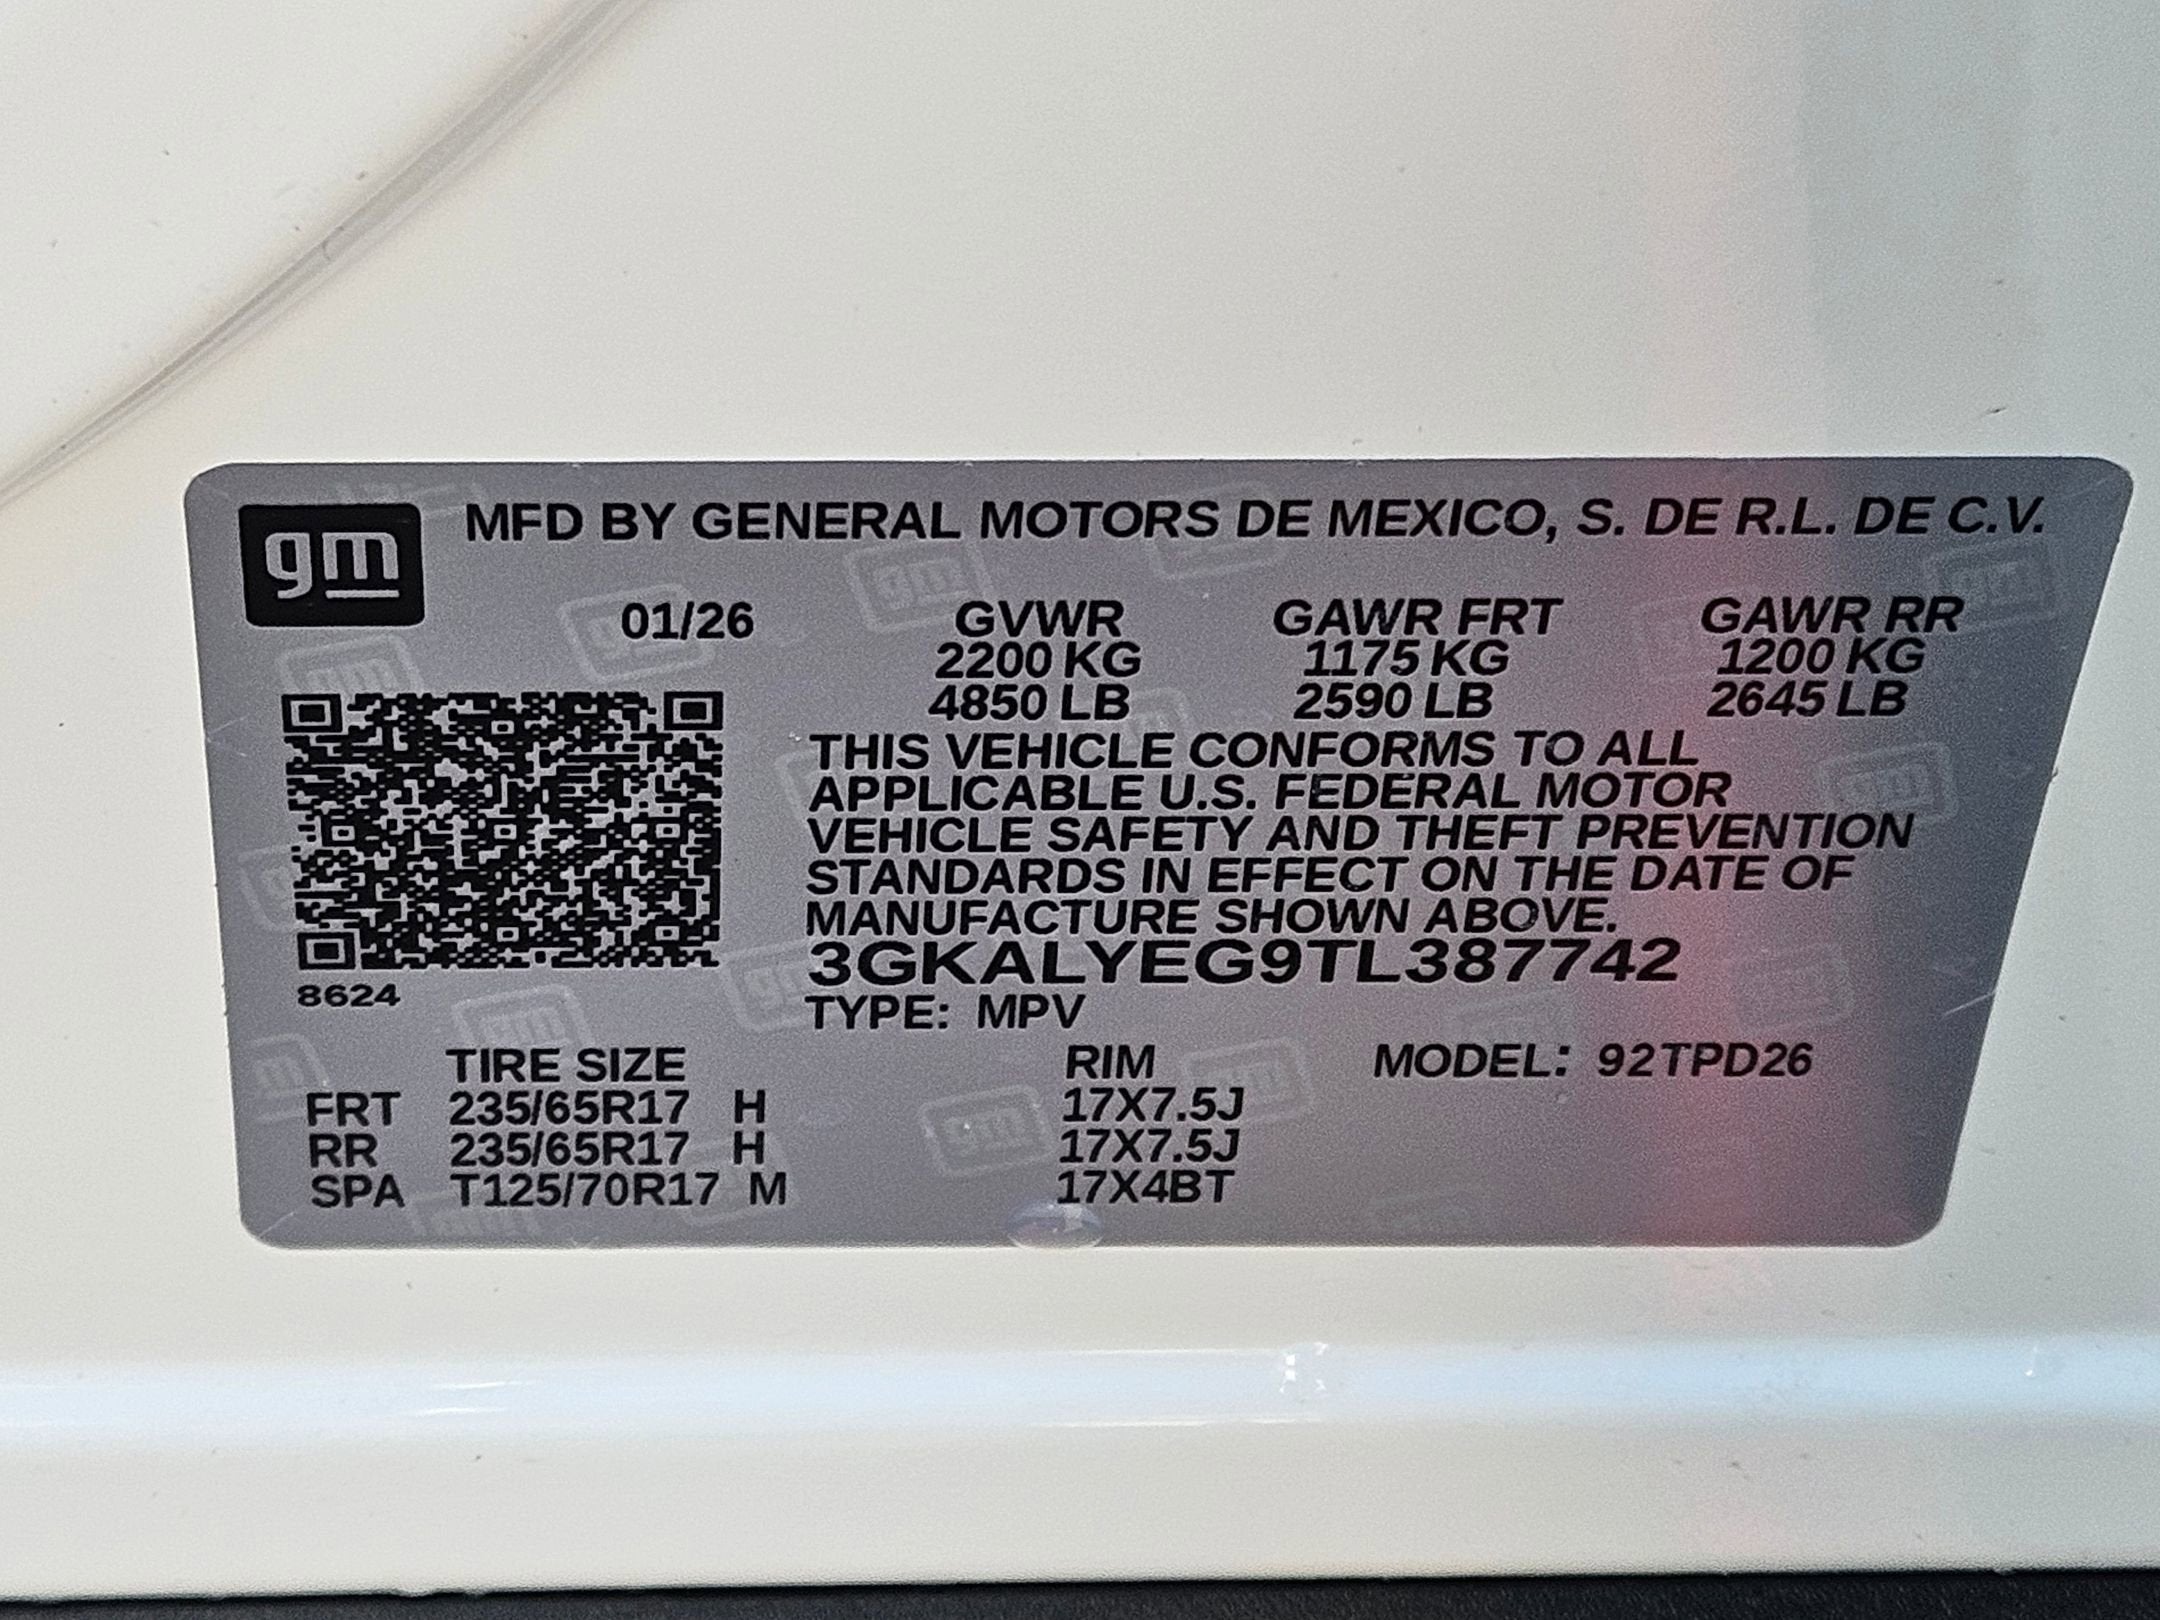 gm
MFD BY GENERAL MOTORS DE MEXICO, S. DE R.L. DE C.V.
01/26 GVWR GAWR FRT GAWR RR
2200 KG 1175 KG 1200 KG
4850 LB 2590 LB 2645 LB
THIS VEHICLE CONFORMS TO ALL
APPLICABLE U.S. FEDERAL MOTOR
VEHICLE SAFETY AND THEFT PREVENTION
STANDARDS IN EFFECT ON THE DATE OF
MANUFACTURE SHOWN ABOVE.
3GKALYEG9TL387742
8624
TYPE: MPV
TIRE SIZE RIM MODEL: 92TPD26
FRT 235/65R17 H 17X7.5J
RR 235/65R17 H 17X7.5J
SPA T125/70R17 M 17X4BT